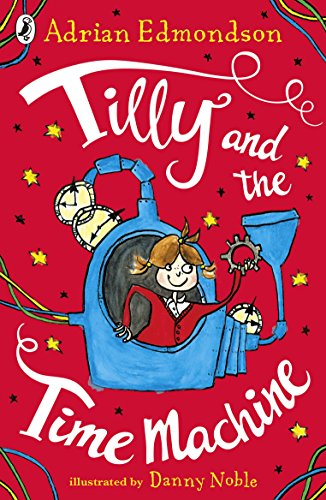 Adrian Edmondson
Tilly and
the
Time Machine
illustrated by Danny Noble